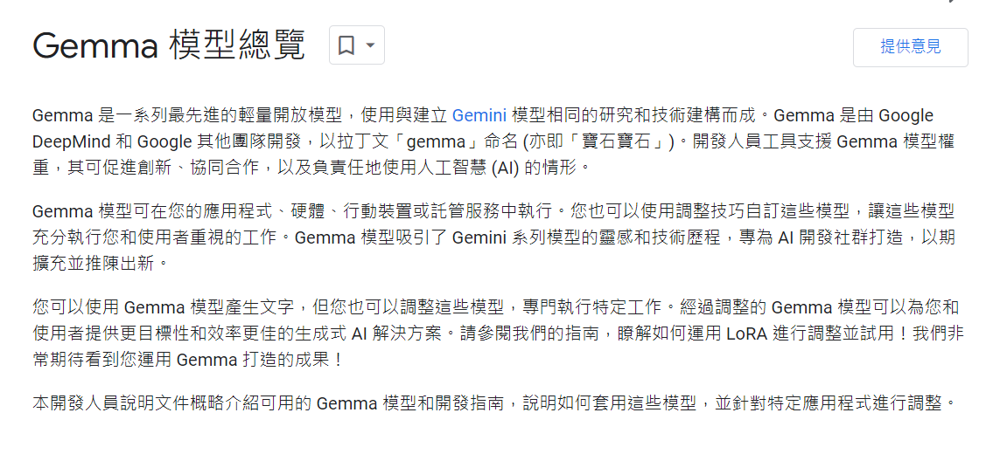 Gemma 模型總覽
提供意見
Gemma 是一系列最先進的輕量開放模型，使用與建立 Gemini 模型相同的研究和技術建構而成。Gemma 是由 Google
DeepMind 和 Google 其他團隊開發，以拉丁文「gemma」命名 (亦即「寶石寶石」)。開發人員工具支援 Gemma 模型權
重，其可促進創新、協同合作，以及負責任地使用人工智慧 (AI) 的情形。
Gemma 模型可在您的應用程式、硬體、行動裝置或託管服務中執行。您也可以使用調整技巧自訂這些模型，讓這些模型
充分執行您和使用者重視的工作。Gemma 模型吸引了 Gemini 系列模型的靈感和技術歷程，專為 AI 開發社群打造，以期
擴充並推陳出新。
您可以使用 Gemma 模型產生文字，但您也可以調整這些模型，專門執行特定工作。經過調整的 Gemma 模型可以為您和
使用者提供更目標性和效率更佳的生成式 AI 解決方案。請參閱我們的指南，瞭解如何運用 LoRA 進行調整並試用！我們非
常期待看到您運用 Gemma 打造的成果！
本開發人員說明文件概略介紹可用的 Gemma 模型和開發指南，說明如何套用這些模型，並針對特定應用程式進行調整。